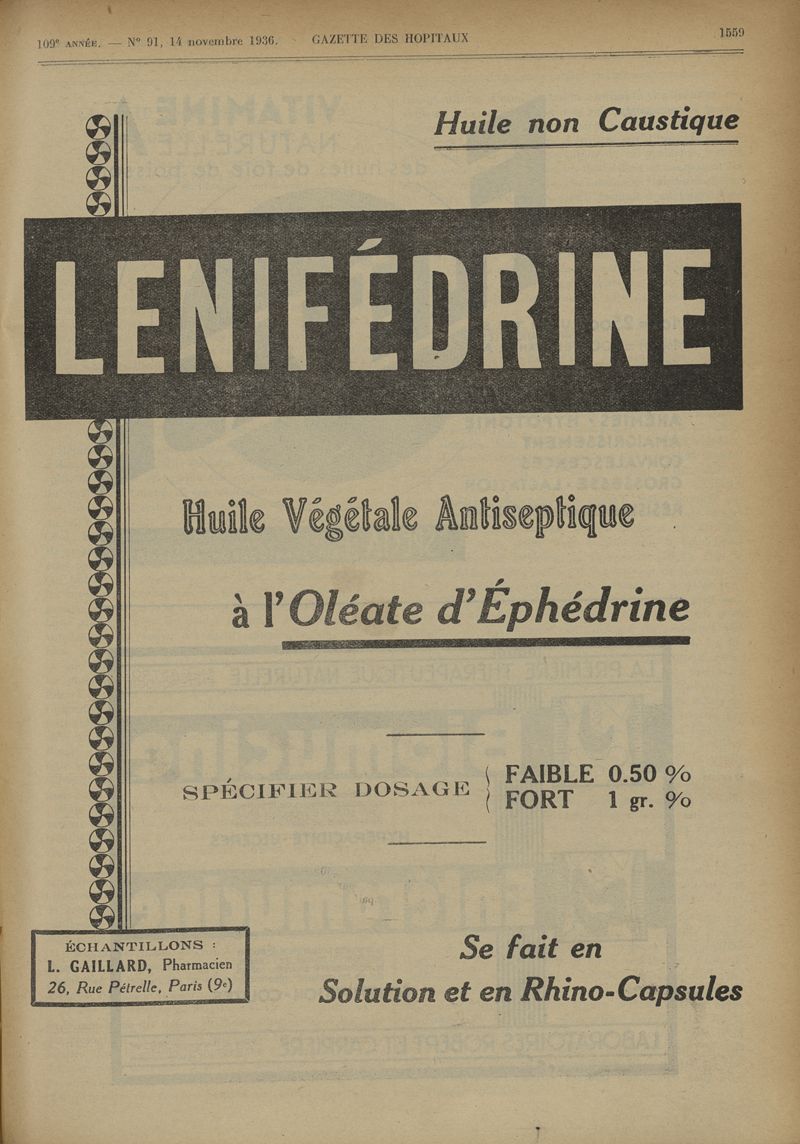 109e ANNÉE. — N° 91, 14 novembre 1936. GAZETTE DES HOPITAUX 1559
Huile non Caustique
LENIFÉDRINE
Huile Végétale Antiseptique
à l'Oléate d'Éphédrine
SPÉCIFIER DOSAGE { FAIBLE 0.50 %
FORT 1 gr. %
ÉCHANTILLONS :
L. GAILLARD, Pharmacien
26, Rue Pétrelle, Paris (9e)
Se fait en
Solution et en Rhino-Capsules